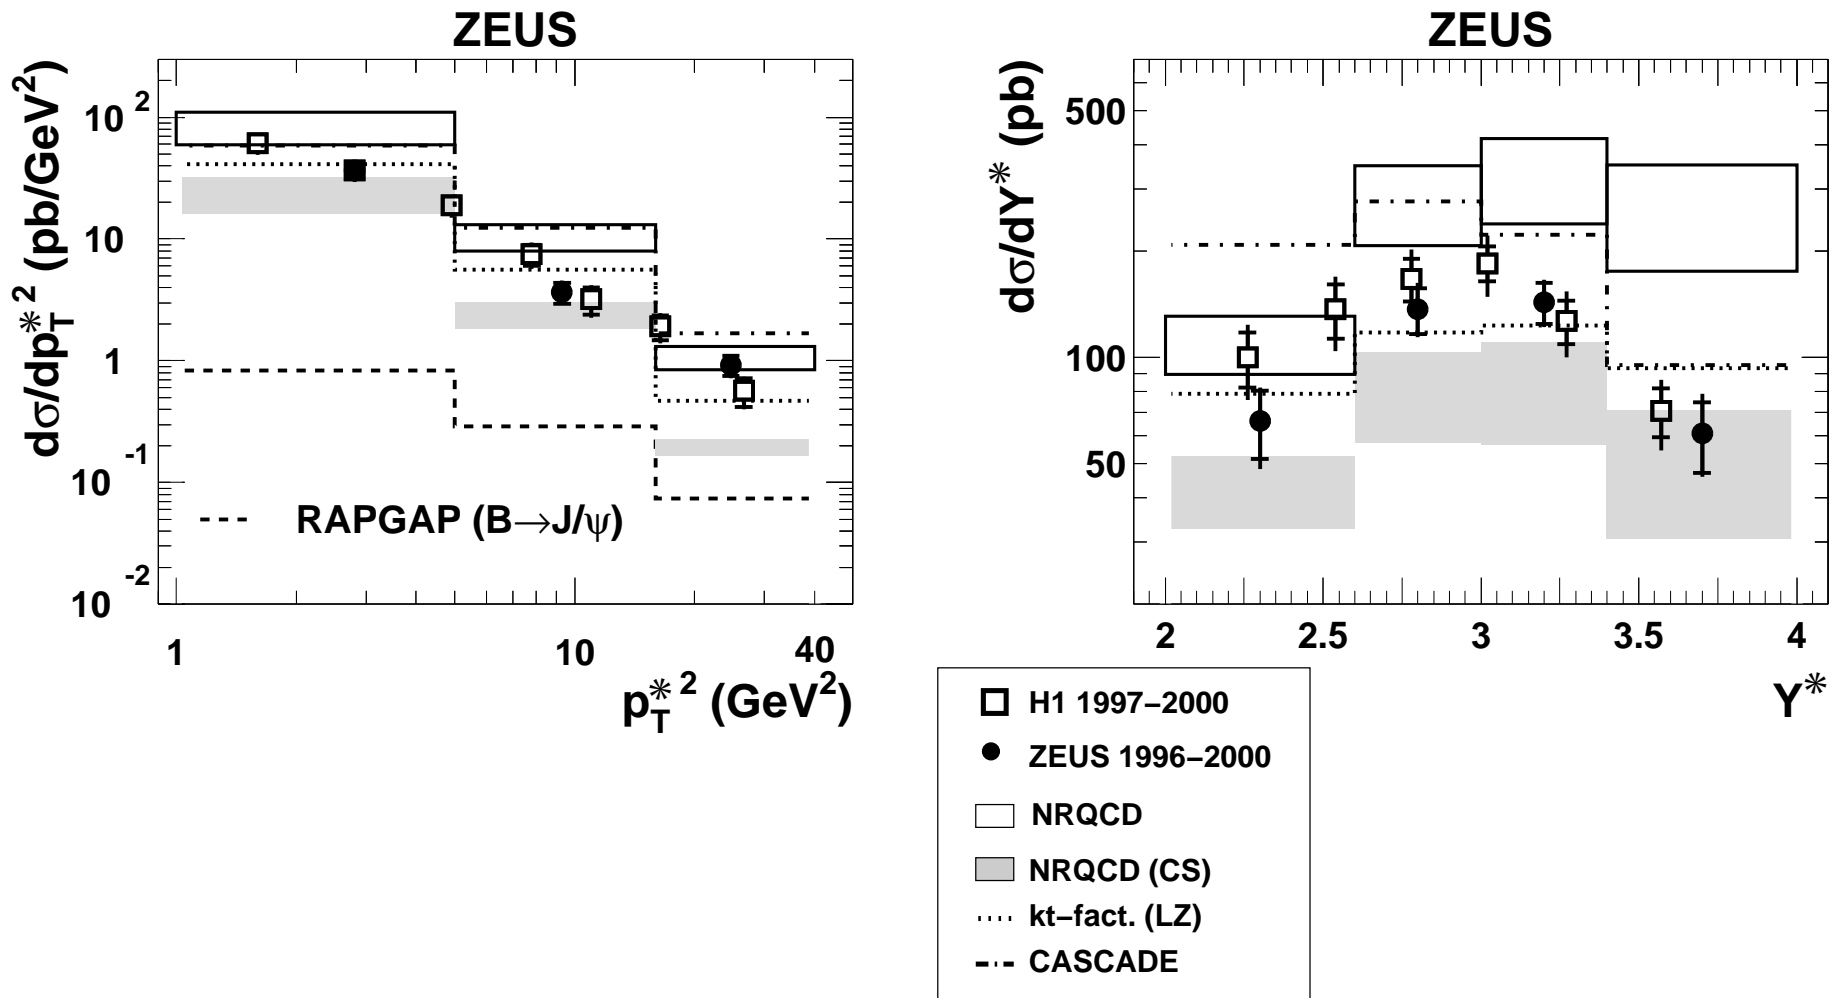 ZEUS
dσ/dp*T2 (pb/GeV2)
10 2
10
1
10 -1
10 -2
RAPGAP (B→J/ψ)
1 10 40
p*T2 (GeV2)
ZEUS
dσ/dY* (pb)
500
100
50
2 2.5 3 3.5 4
Y*
H1 1997–2000
ZEUS 1996–2000
NRQCD
NRQCD (CS)
kt–fact. (LZ)
CASCADE